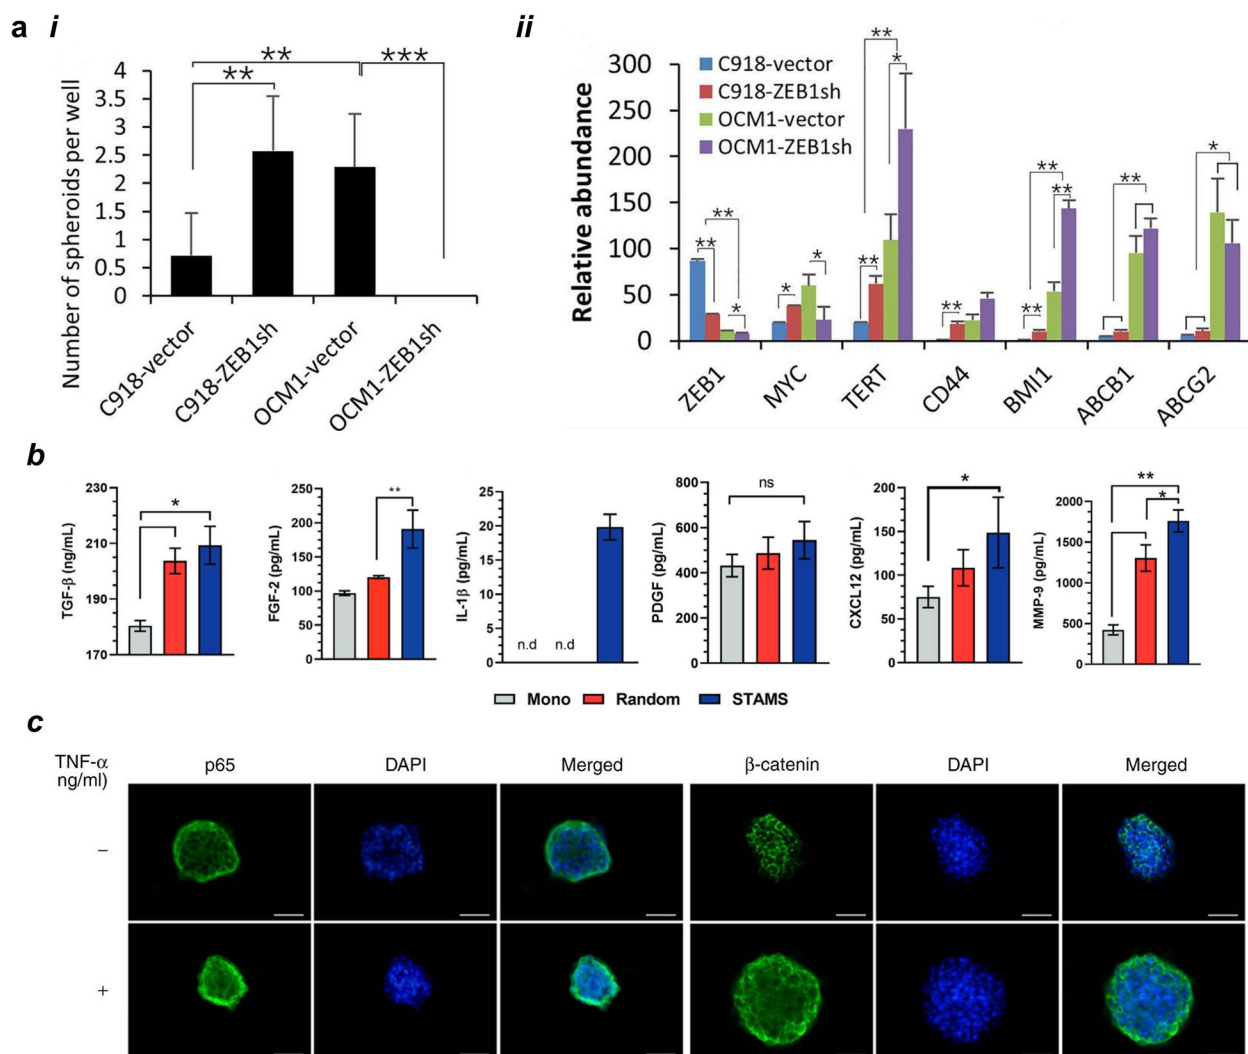 a i
Number of spheroids per well
4
3.5
3
2.5
2
1.5
1
0.5
0
**
**
***
C918-vector
C918-ZEB1sh
OCM1-vector
OCM1-ZEB1sh
ii
Relative abundance
300
250
200
150
100
50
0
C918-vector
C918-ZEB1sh
OCM1-vector
OCM1-ZEB1sh
**
**
*
*
*
**
*
**
**
**
**
**
**
*
ZEB1
MYC
TERT
CD44
BMI1
ABCB1
ABCG2
b
TGF-β (ng/mL)
230
210
190
170
*
FGF-2 (pg/mL)
250
200
150
100
50
0
**
IL-1β (pg/mL)
25
20
15
10
5
0
n.d
n.d
PDGF (pg/mL)
800
600
400
200
0
ns
CXCL12 (pg/mL)
200
150
100
50
0
*
MMP-9 (pg/mL)
2000
1500
1000
500
0
**
*
Mono Random STAMS
c
TNF-α
ng/ml)
p65 DAPI Merged β-catenin DAPI Merged
−
+